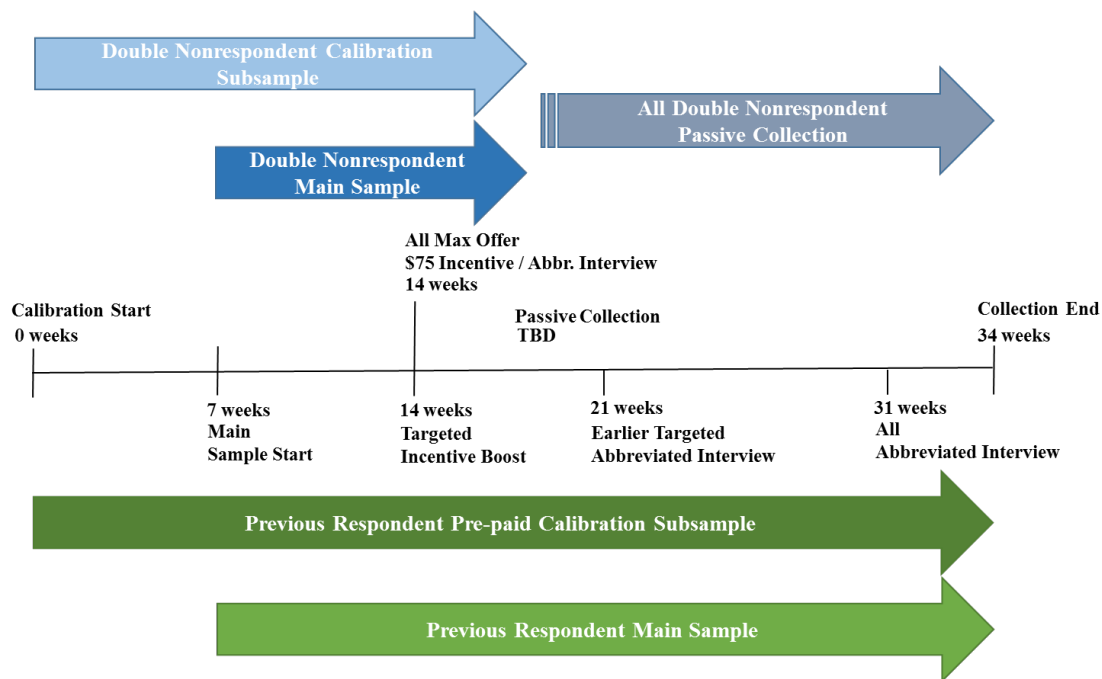 Double Nonrespondent Calibration
Subsample
All Double Nonrespondent
Passive Collection
Double Nonrespondent
Main Sample
All Max Offer
$75 Incentive / Abbr. Interview
14 weeks
Calibration Start
0 weeks
Passive Collection
TBD
Collection End
34 weeks
7 weeks
Main
Sample Start
14 weeks
Targeted
Incentive Boost
21 weeks
Earlier Targeted
Abbreviated Interview
31 weeks
All
Abbreviated Interview
Previous Respondent Pre-paid Calibration Subsample
Previous Respondent Main Sample